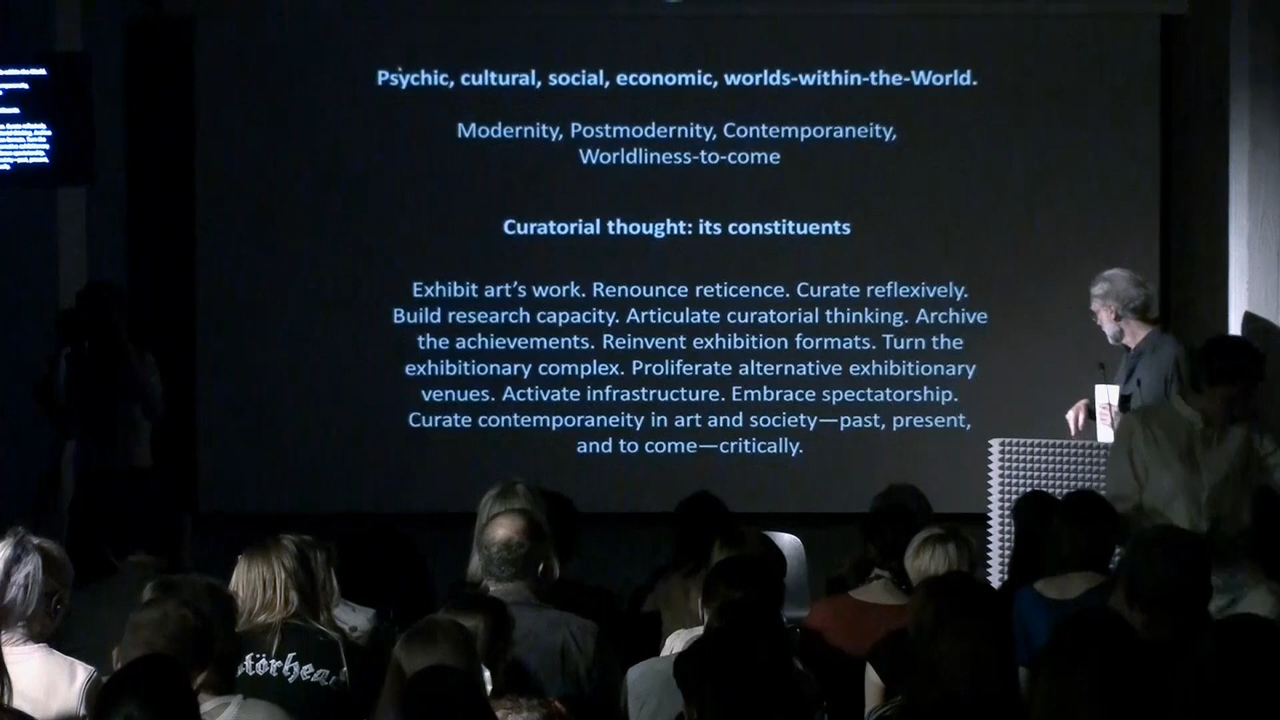 Psychic, cultural, social, economic, worlds-within-the-World.
Modernity, Postmodernity, Contemporaneity,
Worldliness-to-come
Curatorial thought: its constituents
Exhibit art’s work. Renounce reticence. Curate reflexively.
Build research capacity. Articulate curatorial thinking. Archive
the achievements. Reinvent exhibition formats. Turn the
exhibitionary complex. Proliferate alternative exhibitionary
venues. Activate infrastructure. Embrace spectatorship.
Curate contemporaneity in art and society—past, present,
and to come—critically.